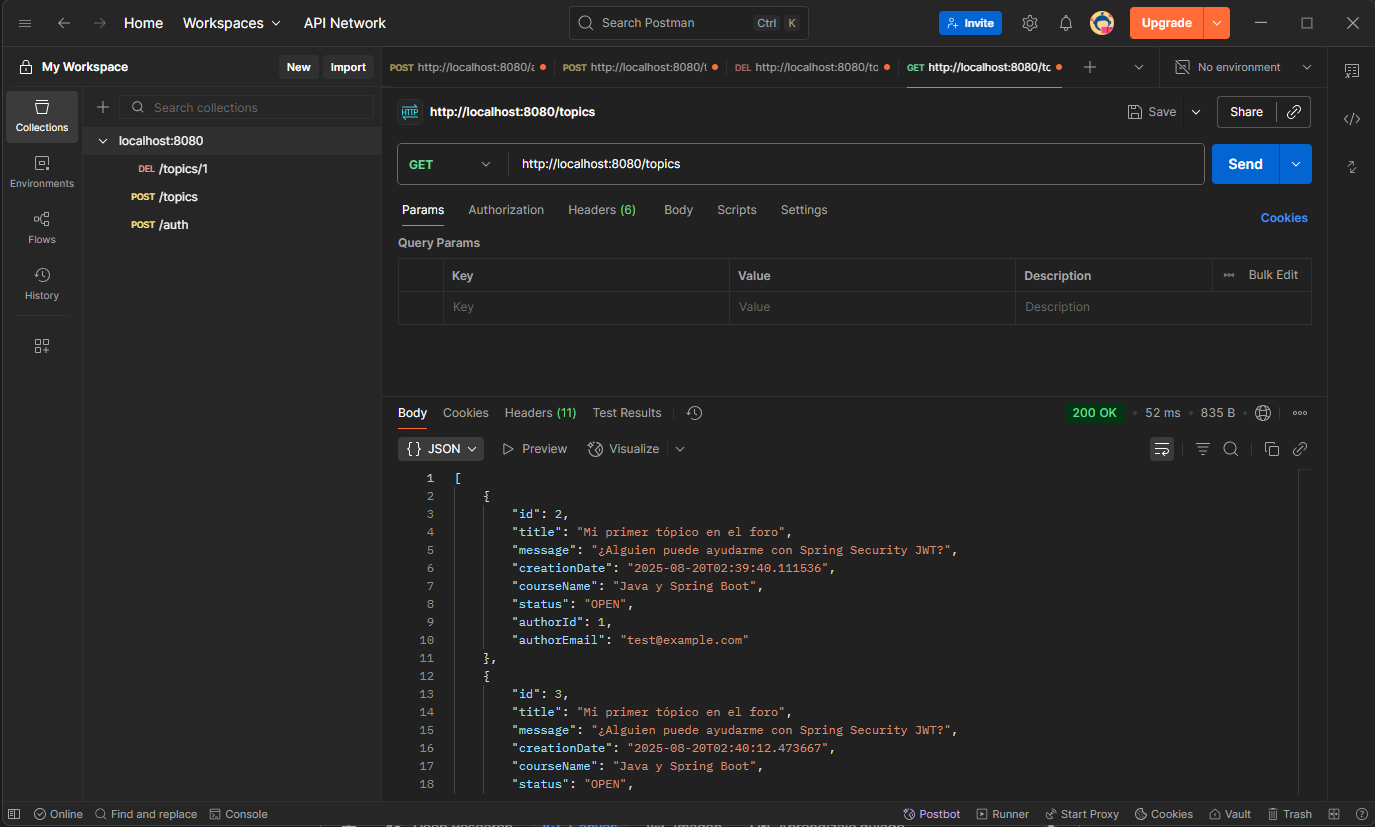 Home Workspaces API Network Search Postman Ctrl K Invite Upgrade
My Workspace New Import POST http://localhost:8080/a POST http://localhost:8080/t DEL http://localhost:8080/to GET http://localhost:8080/to No environment
Collections
Environments
Flows
History
Search collections
localhost:8080
DEL /topics/1
POST /topics
POST /auth
HTTP http://localhost:8080/topics Save Share
GET http://localhost:8080/topics Send
Params Authorization Headers (6) Body Scripts Settings Cookies
Query Params
Key Value Description Bulk Edit
Key Value Description
Body Cookies Headers (11) Test Results 200 OK 52 ms 835 B
{} JSON Preview Visualize
1 [
2 {
3 "id": 2,
4 "title": "Mi primer tópico en el foro",
5 "message": "¿Alguien puede ayudarme con Spring Security JWT?",
6 "creationDate": "2025-08-20T02:39:40.111536",
7 "courseName": "Java y Spring Boot",
8 "status": "OPEN",
9 "authorId": 1,
10 "authorEmail": "test@example.com"
11 },
12 {
13 "id": 3,
14 "title": "Mi primer tópico en el foro",
15 "message": "¿Alguien puede ayudarme con Spring Security JWT?",
16 "creationDate": "2025-08-20T02:40:12.473667",
17 "courseName": "Java y Spring Boot",
18 "status": "OPEN",
Online Find and replace Console Postbot Runner Start Proxy Cookies Vault Trash